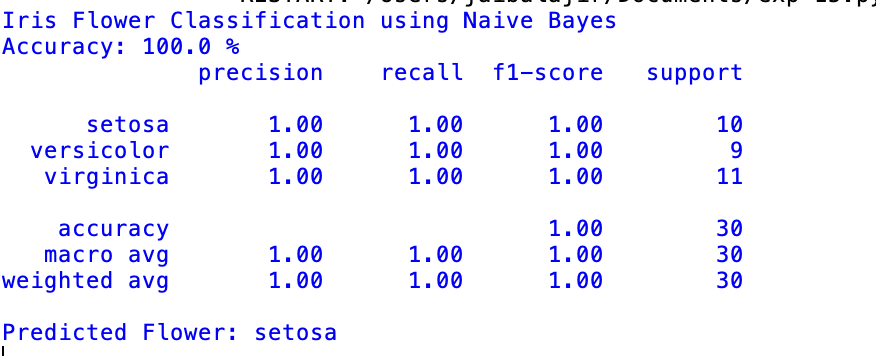 Iris Flower Classification using Naive Bayes
Accuracy: 100.0 %
precision recall f1-score support
setosa 1.00 1.00 1.00 10
versicolor 1.00 1.00 1.00 9
virginica 1.00 1.00 1.00 11
accuracy 1.00 30
macro avg 1.00 1.00 1.00 30
weighted avg 1.00 1.00 1.00 30
Predicted Flower: setosa